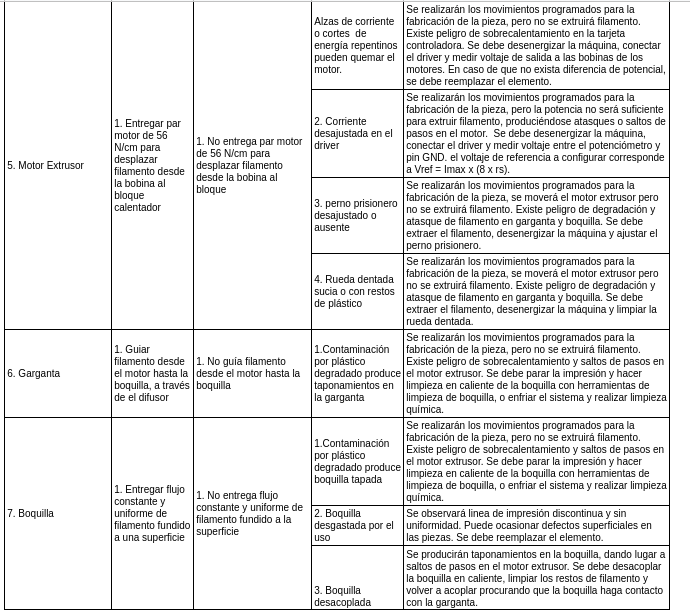 5. Motor Extrusor
1. Entregar par
motor de 56
N/cm para
desplazar
filamento desde
la bobina al
bloque
calentador
1. No entrega par motor
de 56 N/cm para
desplazar filamento
desde la bobina al
bloque
Alzas de corriente
o cortes de
energía repentinos
pueden quemar el
motor.
Se realizarán los movimientos programados para la
fabricación de la pieza, pero no se extruirá filamento.
Existe peligro de sobrecalentamiento en la tarjeta
controladora. Se debe desenergizar la máquina, conectar
el driver y medir voltaje de salida a las bobinas de los
motores. En caso de que no exista diferencia de potencial,
se debe reemplazar el elemento.
2. Corriente
desajustada en el
driver
Se realizarán los movimientos programados para la
fabricación de la pieza, pero la potencia no será suficiente
para extruir filamento, produciéndose atasques o saltos de
pasos en el motor. Se debe desenergizar la máquina,
conectar el driver y medir voltaje entre el potenciómetro y
pin GND. el voltaje de referencia a configurar corresponde
a Vref = Imax x (8 x rs).
3. perno prisionero
desajustado o
ausente
Se realizarán los movimientos programados para la
fabricación de la pieza, se moverá el motor extrusor pero
no se extruirá filamento. Existe peligro de degradación y
atasque de filamento en garganta y boquilla. Se debe
extraer el filamento, desenergizar la máquina y ajustar el
perno prisionero.
4. Rueda dentada
sucia o con restos
de plástico
Se realizarán los movimientos programados para la
fabricación de la pieza, se moverá el motor extrusor pero
no se extruirá filamento. Existe peligro de degradación y
atasque de filamento en garganta y boquilla. Se debe
extraer el filamento, desenergizar la máquina y limpiar la
rueda dentada.
6. Garganta
1. Guiar
filamento desde
el motor hasta la
boquilla, a través
de el difusor
1. No guía filamento
desde el motor hasta la
boquilla
1.Contaminación
por plástico
degradado produce
taponamientos en
la garganta
Se realizarán los movimientos programados para la
fabricación de la pieza, pero no se extruirá filamento.
Existe peligro de sobrecalentamiento y saltos de pasos en
el motor extrusor. Se debe parar la impresión y hacer
limpieza en caliente de la boquilla con herramientas de
limpieza de boquilla, o enfriar el sistema y realizar limpieza
química.
7. Boquilla
1. Entregar flujo
constante y
uniforme de
filamento fundido
a una superficie
1. No entrega flujo
constante y uniforme de
filamento fundido a la
superficie
1.Contaminación
por plástico
degradado produce
boquilla tapada
Se realizarán los movimientos programados para la
fabricación de la pieza, pero no se extruirá filamento.
Existe peligro de sobrecalentamiento y saltos de pasos en
el motor extrusor. Se debe parar la impresión y hacer
limpieza en caliente de la boquilla con herramientas de
limpieza de boquilla, o enfriar el sistema y realizar limpieza
química.
2. Boquilla
desgastada por el
uso
Se observará linea de impresión discontinua y sin
uniformidad. Puede ocasionar defectos superficiales en
las piezas. Se debe reemplazar el elemento.
3. Boquilla
desacoplada
Se producirán taponamientos en la boquilla, dando lugar a
saltos de pasos en el motor extrusor. Se debe desacoplar
la boquilla en caliente, limpiar los restos de filamento y
volver a acoplar procurando que la boquilla haga contacto
con la garganta.